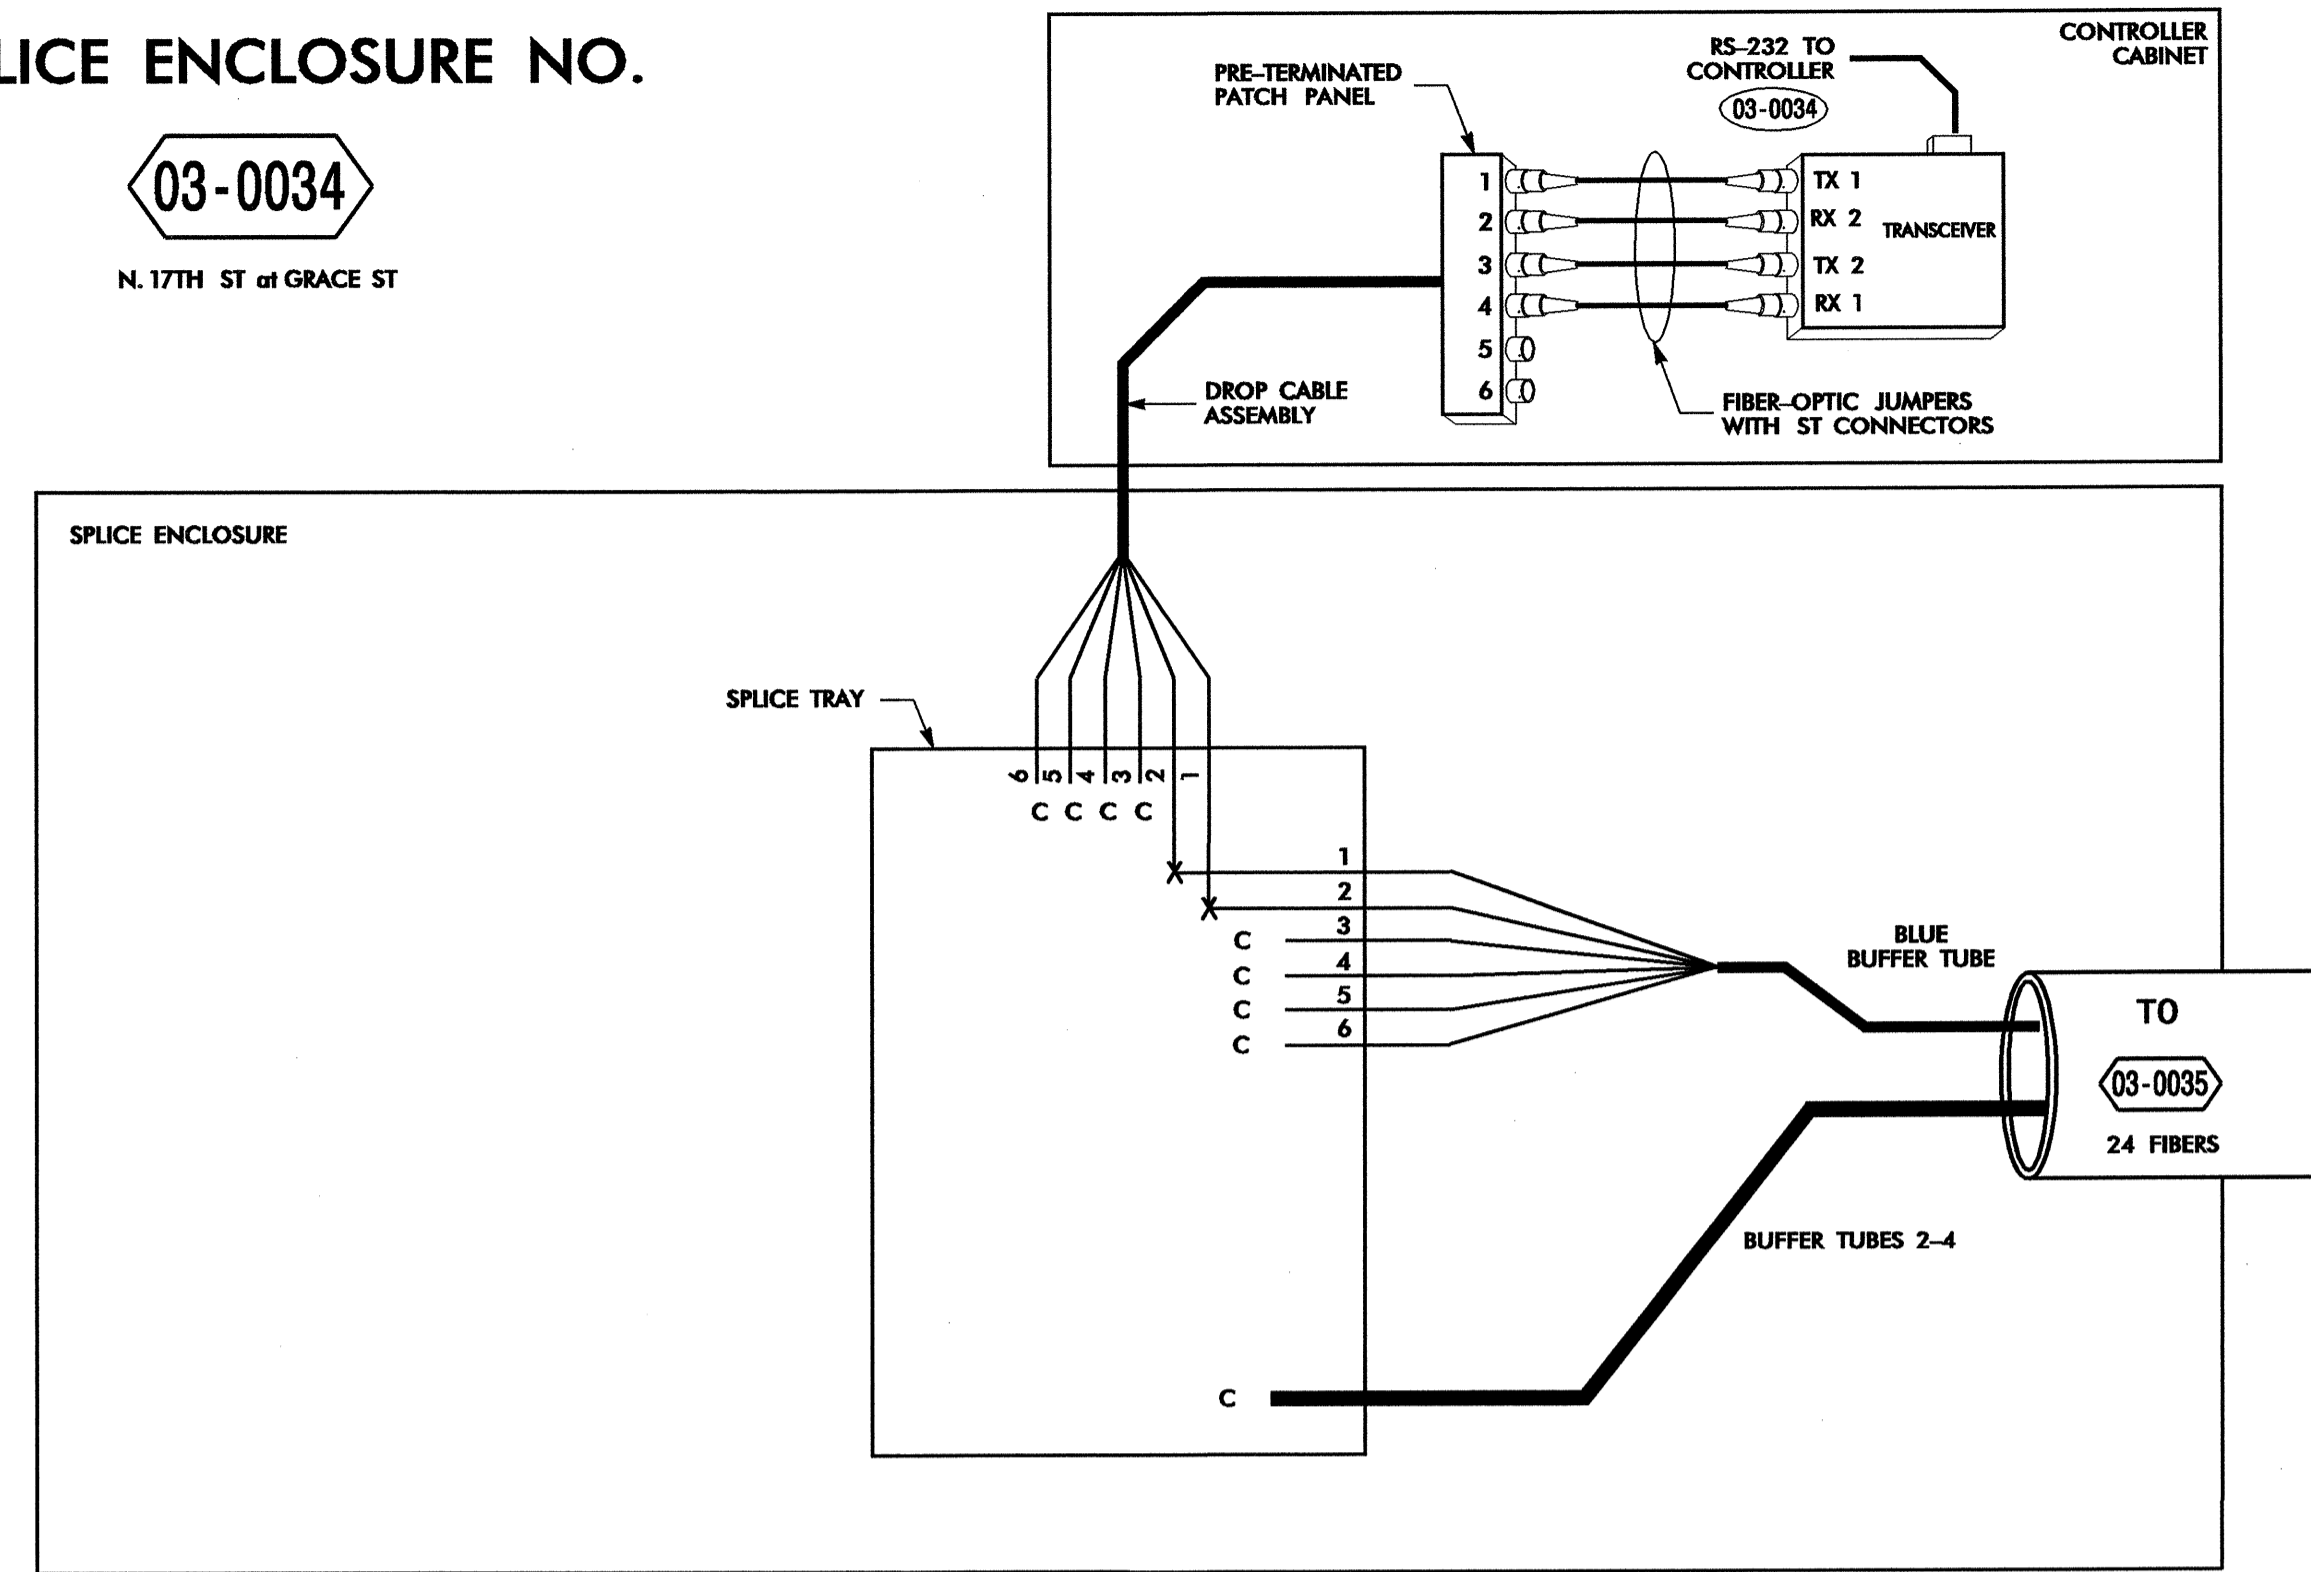 LICE ENCLOSURE NO.
03-0034
N. 17TH ST at GRACE ST
CONTROLLER
CABINET
RS-232 TO
CONTROLLER
03-0034
PRE-TERMINATED
PATCH PANEL
1
2
3
4
5
6
TX 1
RX 2
TX 2
RX 1
TRANSCEIVER
DROP CABLE
ASSEMBLY
FIBER-OPTIC JUMPERS
WITH ST CONNECTORS
SPLICE ENCLOSURE
SPLICE TRAY
6 5 4 3 2 1
C C C C
1
2
3
C
4
C
5
C
6
C
BLUE
BUFFER TUBE
TO
03-0035
24 FIBERS
BUFFER TUBES 2-4
C